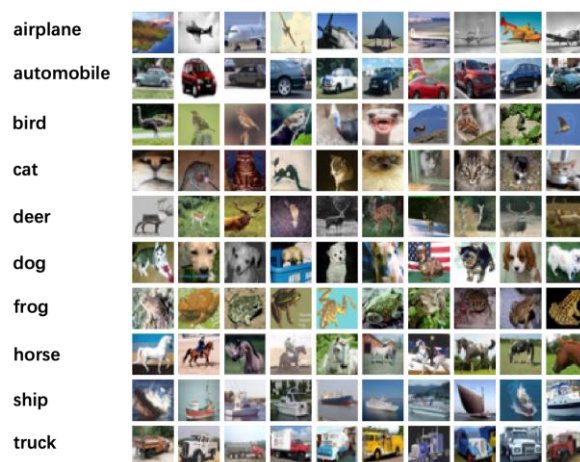 airplane
automobile
bird
cat
deer
dog
frog
horse
ship
truck